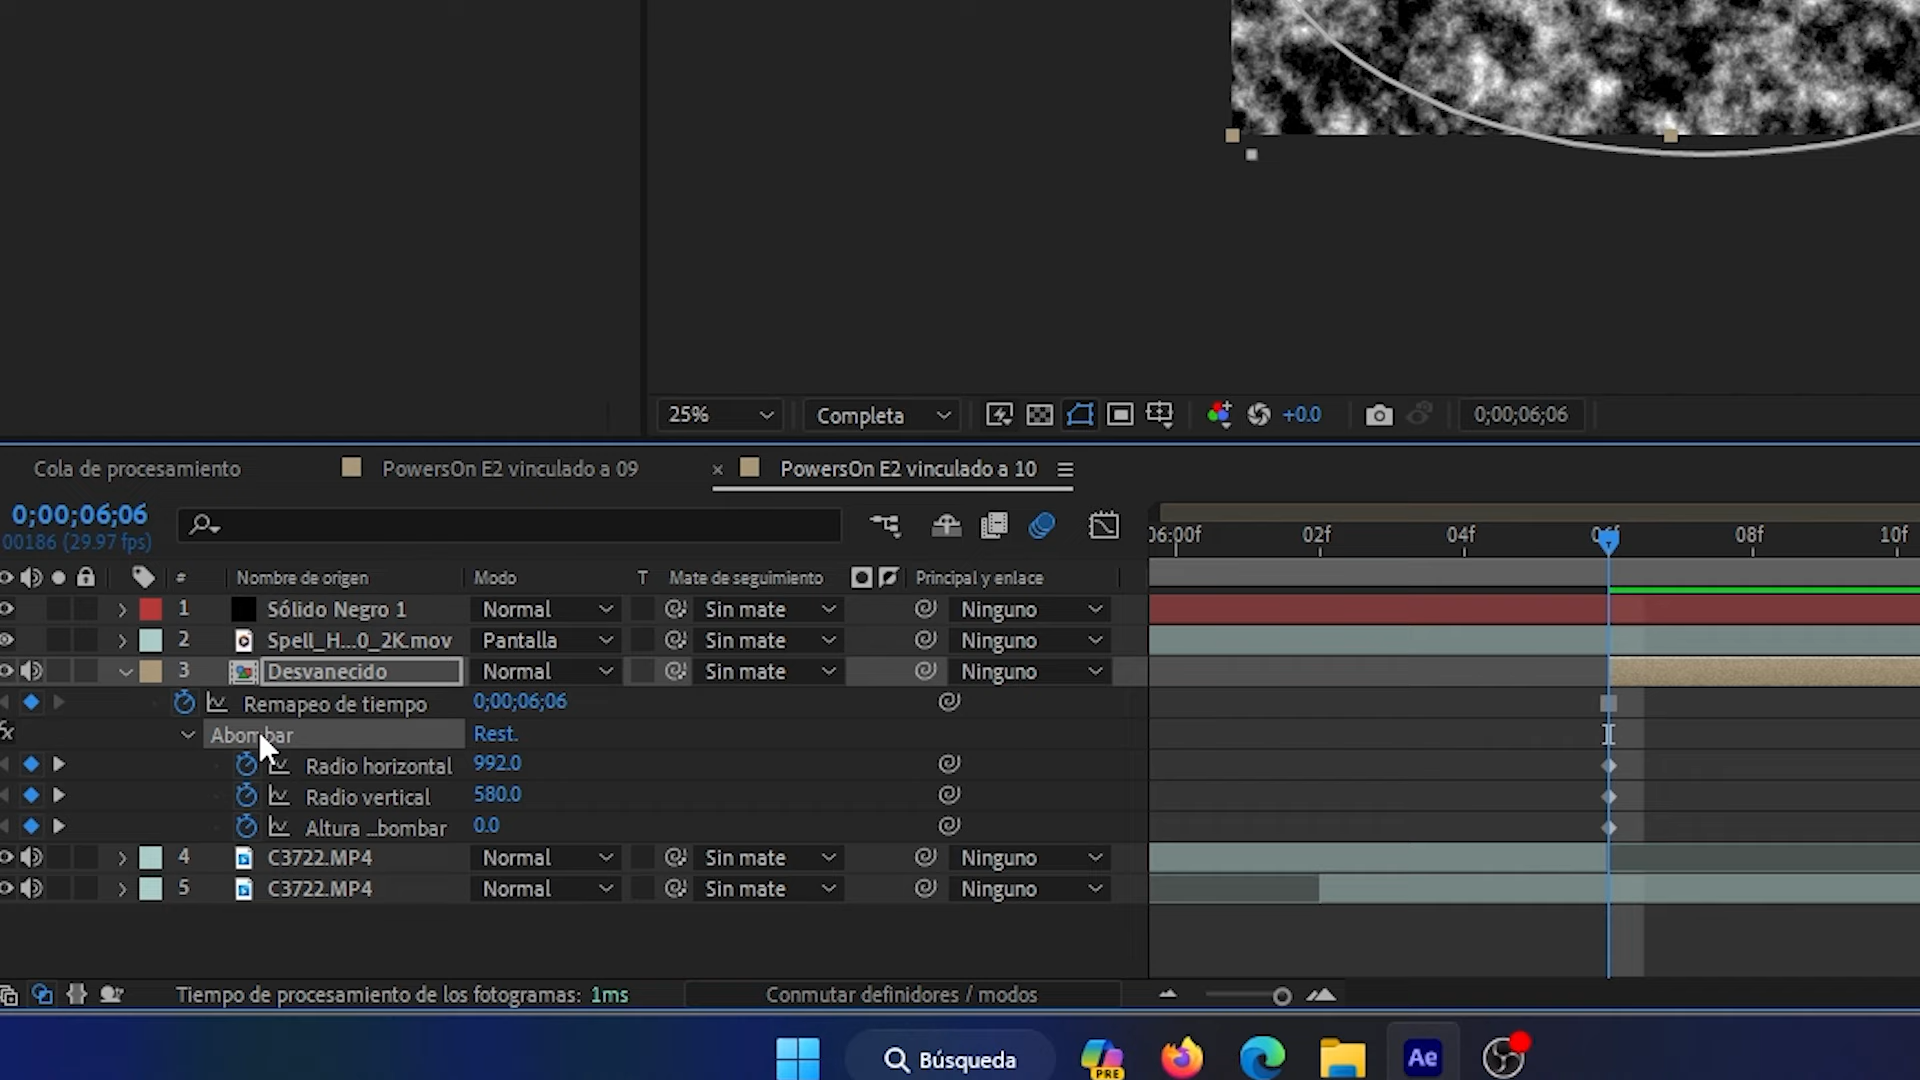 25%
Completa
+0.0
0;00;06;06
Cola de procesamiento
PowersOn E2 vinculado a 09
× PowersOn E2 vinculado a 10
0;00;06;06
00186 (29.97 fps)
06:00f 02f 04f 06f 08f 10f
# Nombre de origen Modo T Mate de seguimiento Principal y enlace
1 Sólido Negro 1 Normal Sin mate Ninguno
2 Spell_H...0_2K.mov Pantalla Sin mate Ninguno
3 Desvanecido Normal Sin mate Ninguno
Remapeo de tiempo 0;00;06;06
fx Abombar Rest.
Radio horizontal 992.0
Radio vertical 580.0
Altura ...bombar 0.0
4 C3722.MP4 Normal Sin mate Ninguno
5 C3722.MP4 Normal Sin mate Ninguno
Tiempo de procesamiento de los fotogramas: 1ms
Conmutar definidores / modos
Búsqueda
PRE
Ae